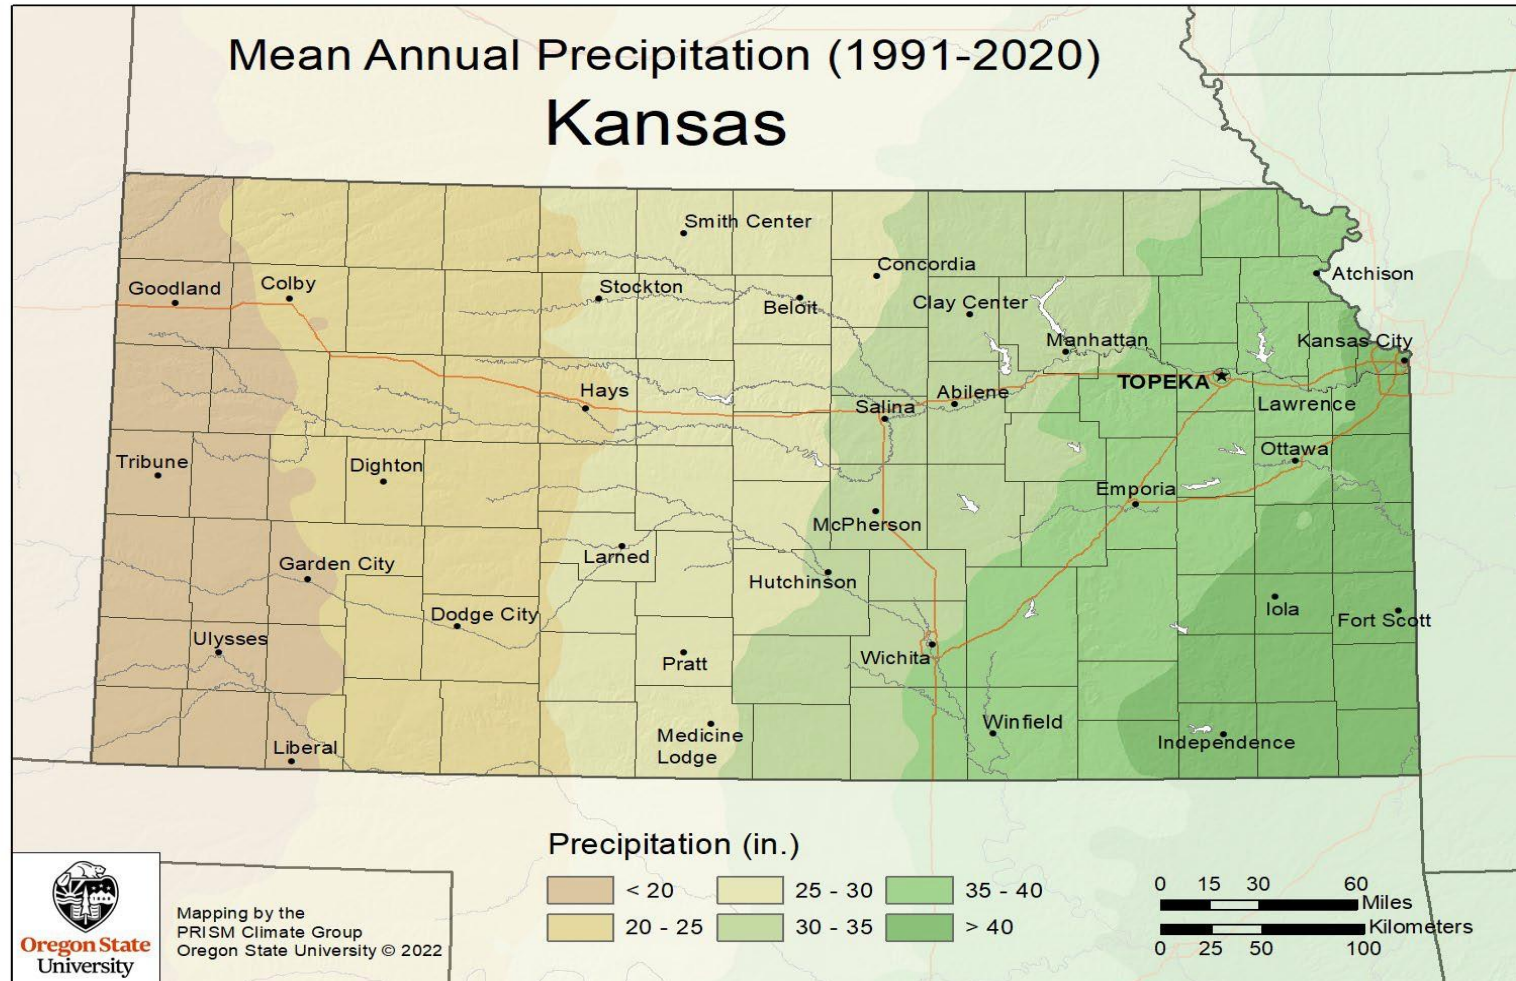 Mean Annual Precipitation (1991-2020)
Kansas
Smith Center
Concordia
Atchison
Goodland
Colby
Stockton
Beloit
Clay Center
Manhattan
Kansas City
Hays
Salina
Abilene
TOPEKA
Lawrence
Tribune
Dighton
Ottawa
Emporia
McPherson
Garden City
Larned
Hutchinson
Iola
Fort Scott
Dodge City
Ulysses
Pratt
Wichita
Liberal
Medicine
Lodge
Winfield
Independence
Precipitation (in.)
< 20
25 - 30
35 - 40
20 - 25
30 - 35
> 40
0 15 30 60
Miles
Kilometers
0 25 50 100
Oregon State
University
Mapping by the
PRISM Climate Group
Oregon State University © 2022